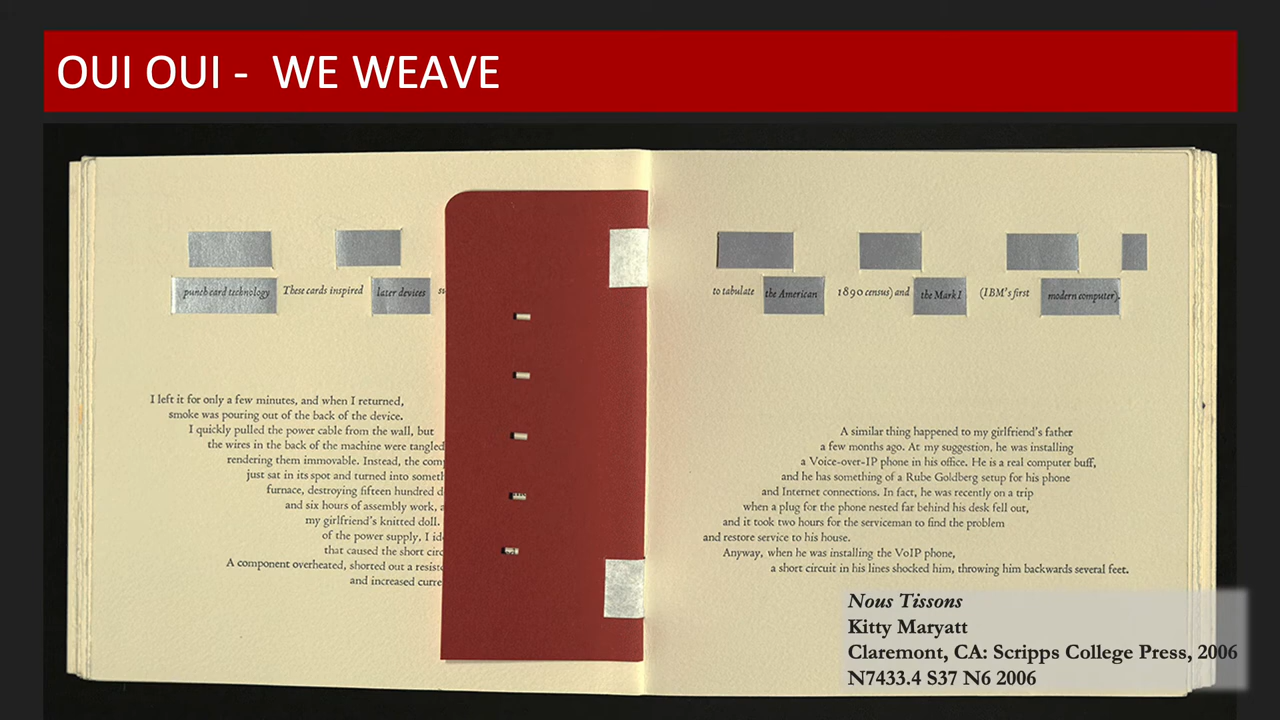 OUI OUI - WE WEAVE
punch card technology These cards inspired later devices su
I left it for only a few minutes, and when I returned,
smoke was pouring out of the back of the device.
I quickly pulled the power cable from the wall, but
the wires in the back of the machine were tangled
rendering them immovable. Instead, the com
just sat in its spot and turned into someth
furnace, destroying fifteen hundred d
and six hours of assembly work, a
my girlfriend's knitted doll.
of the power supply, I id
that caused the short circ
A component overheated, shorted out a resist
and increased curre
to tabulate the American 1890 census) and the Mark I (IBM's first modern computer).
A similar thing happened to my girlfriend's father
a few months ago. At my suggestion, he was installing
a Voice-over-IP phone in his office. He is a real computer buff,
and he has something of a Rube Goldberg setup for his phone
and Internet connections. In fact, he was recently on a trip
when a plug for the phone nested far behind his desk fell out,
and it took two hours for the serviceman to find the problem
and restore service to his house.
Anyway, when he was installing the VoIP phone,
a short circuit in his lines shocked him, throwing him backwards several feet.
Nous Tissons
Kitty Maryatt
Claremont, CA: Scripps College Press, 2006
N7433.4 S37 N6 2006